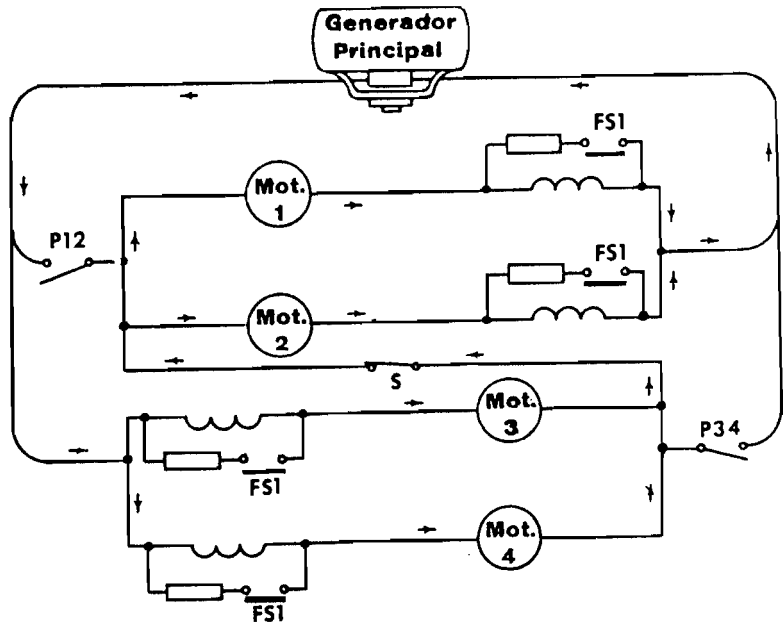 Generador
Principal
FS1
Mot.
1
P12
FS1
Mot.
2
S
Mot.
3
P34
FS1
Mot.
4
FS1